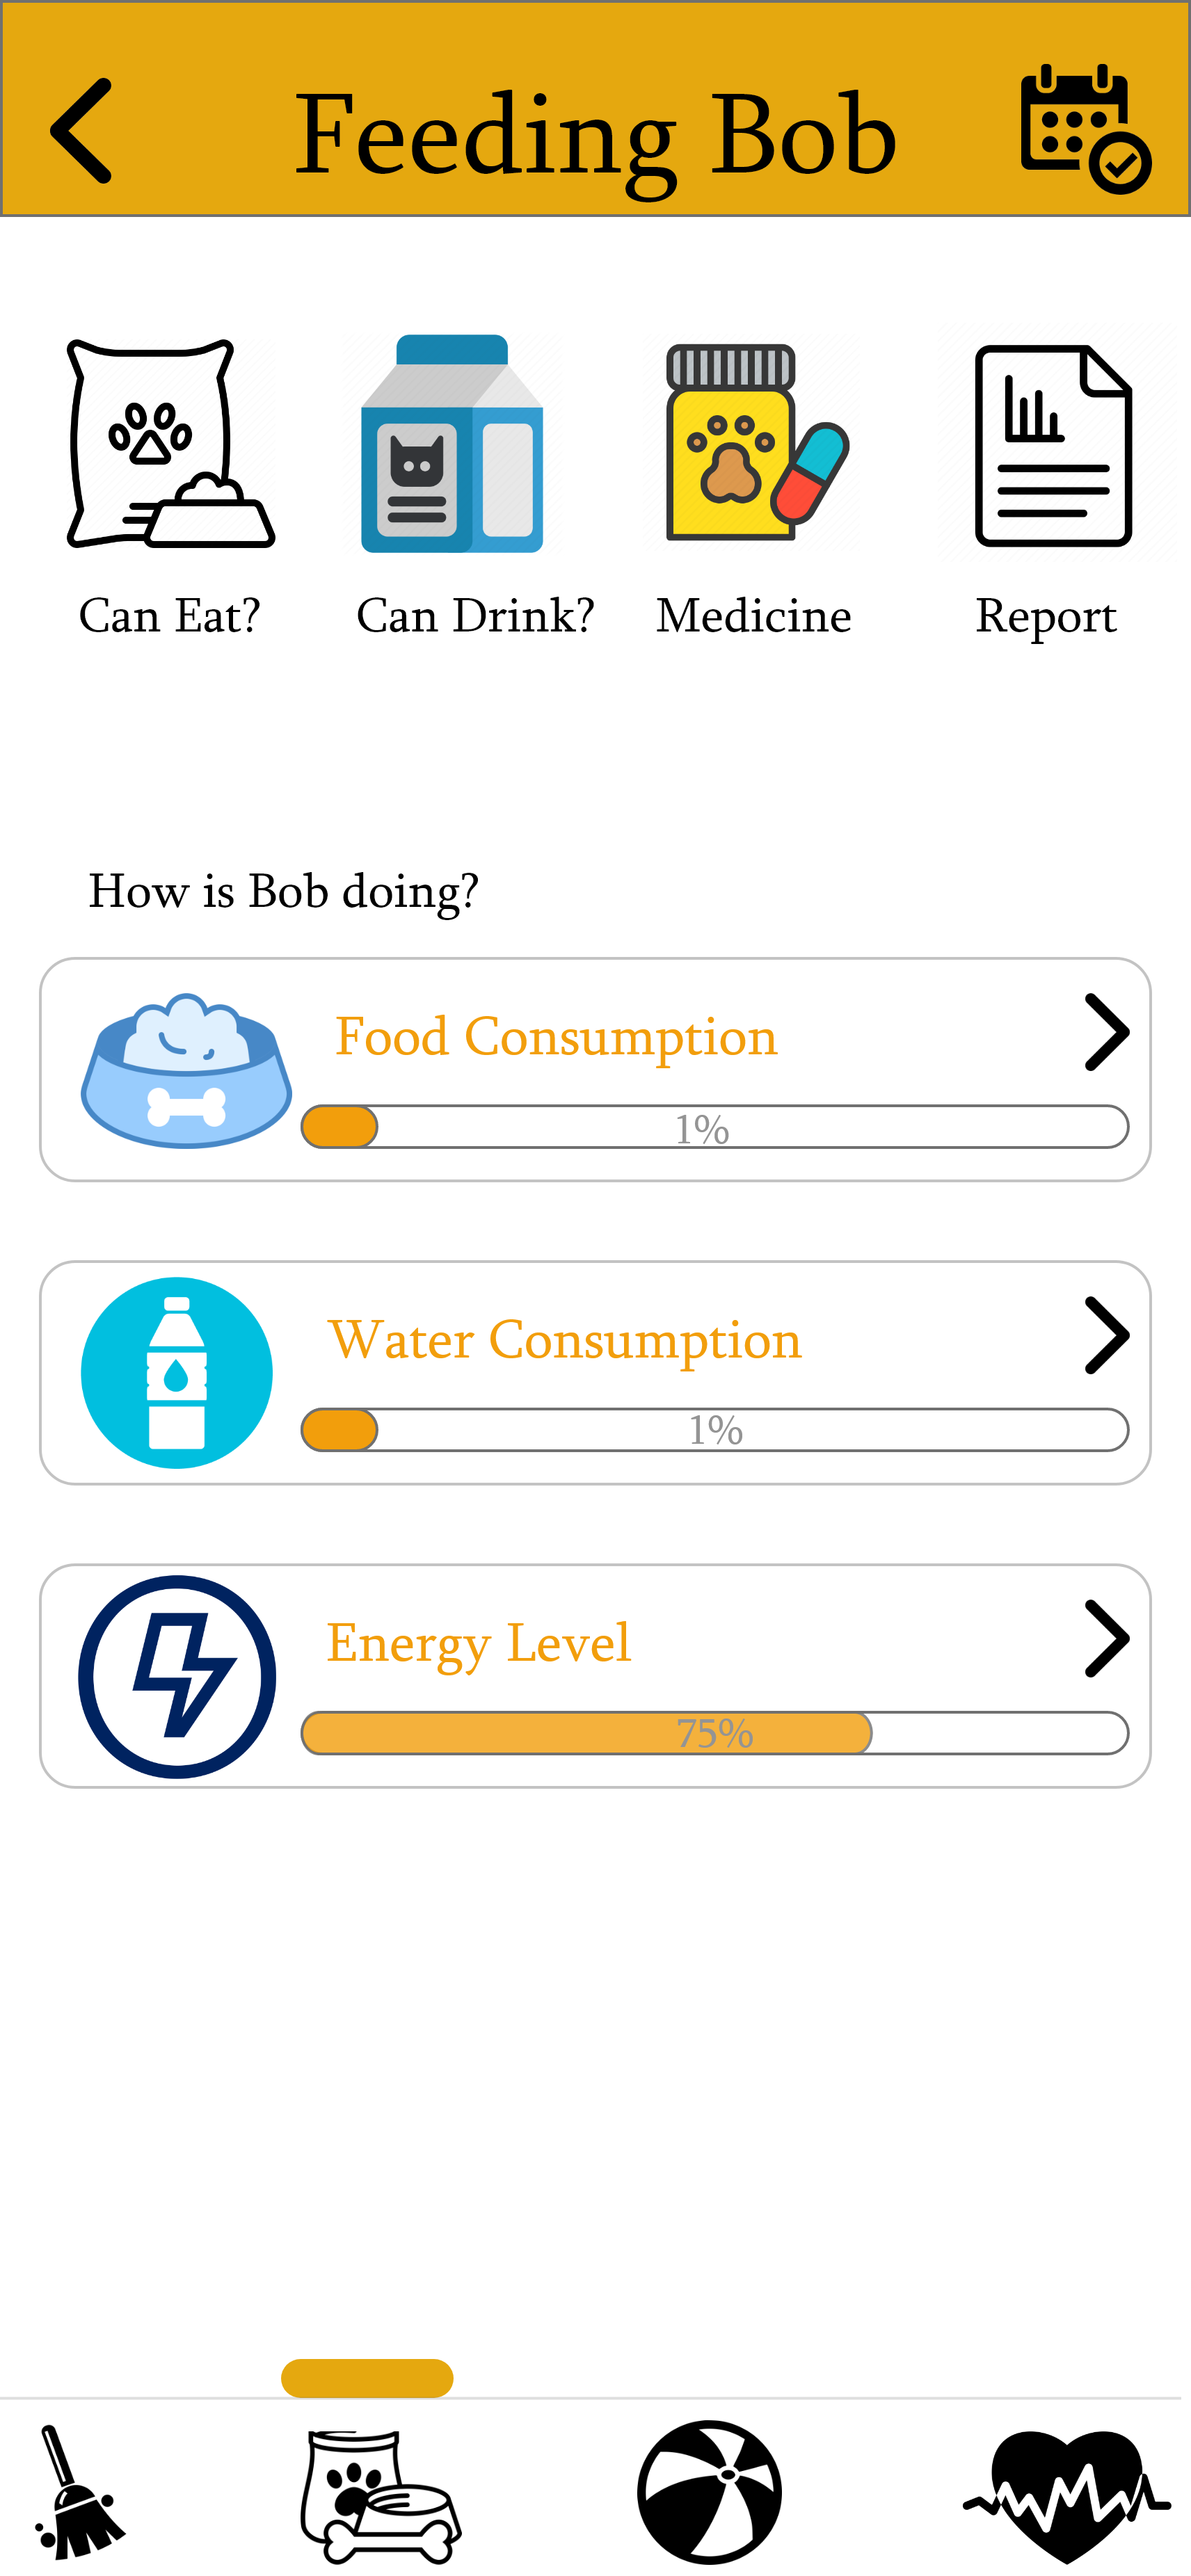 Feeding Bob
Can Eat?
Can Drink?
Medicine
Report
How is Bob doing?
Food Consumption
1%
Water Consumption
1%
Energy Level
75%